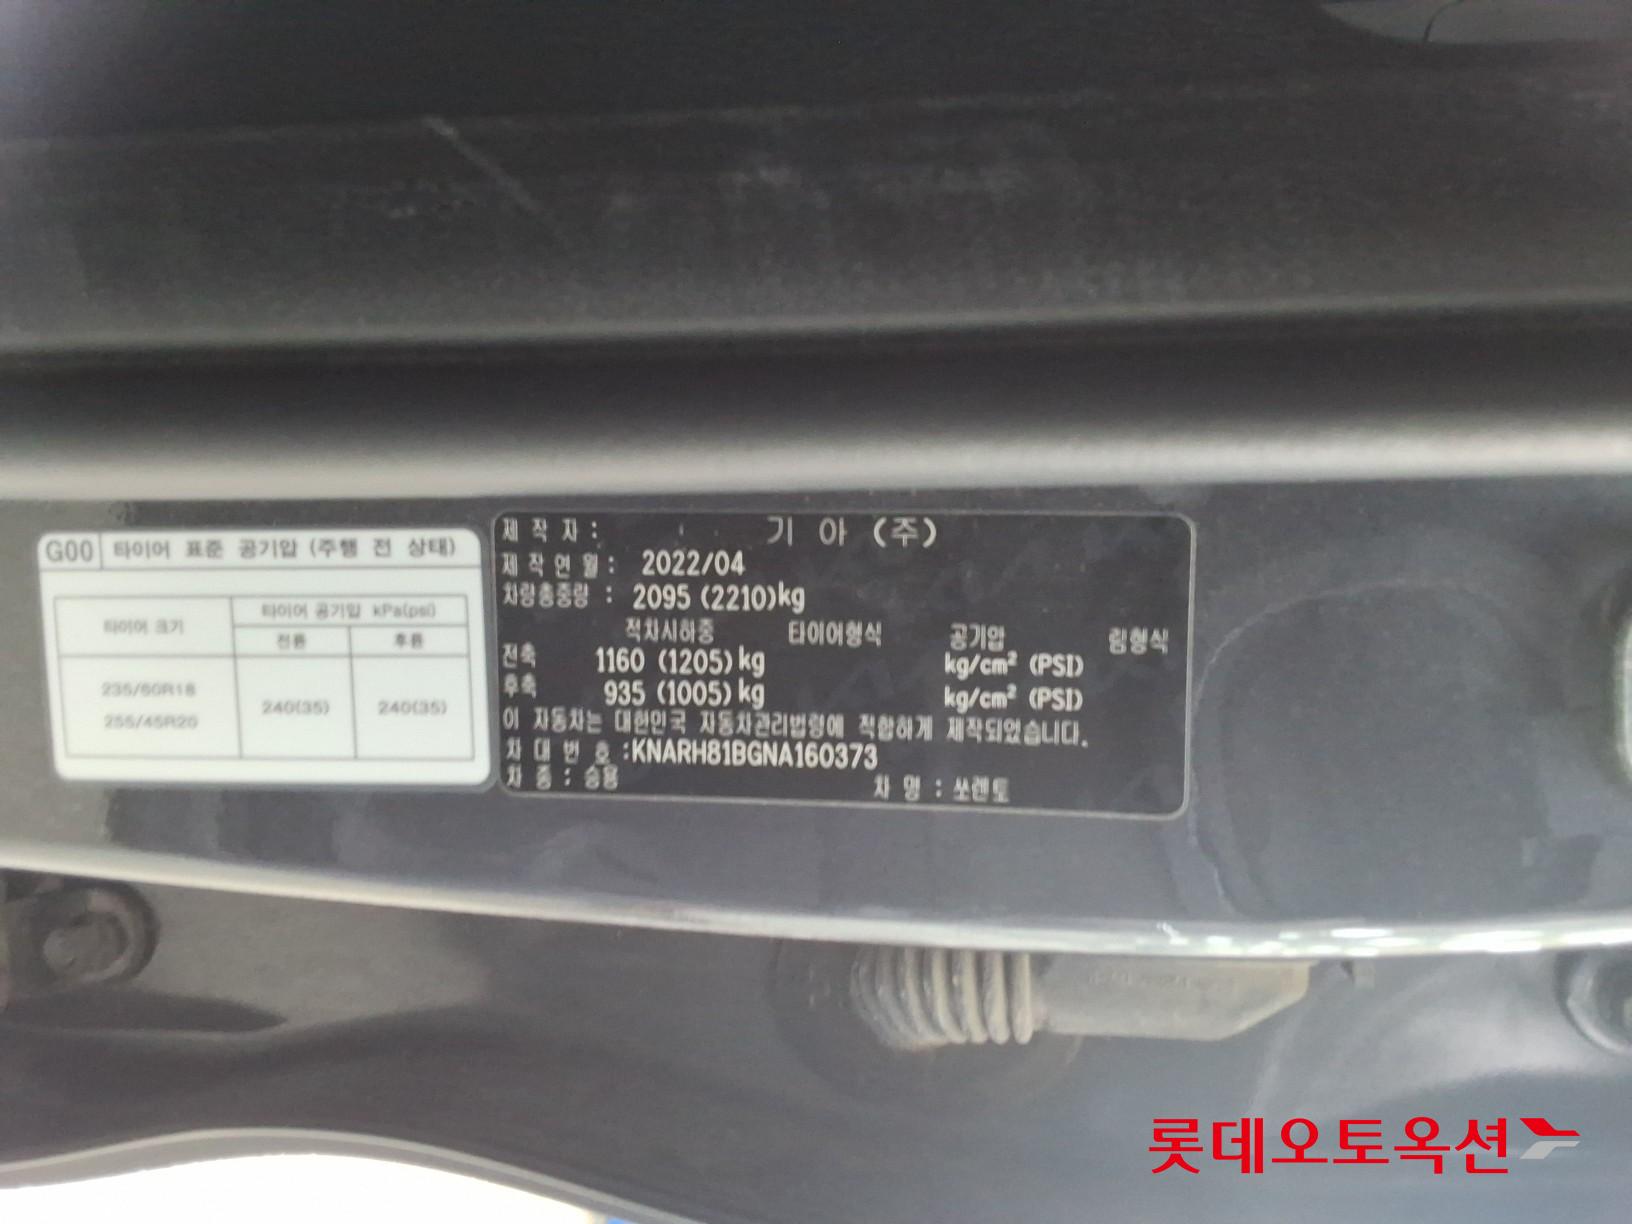 G00 타이어 표준 공기압 (주행 전 상태)
타이어 크기
타이어 공기압 kPa(psi)
전륜 후륜
235/60R18
255/45R20
240(35) 240(35)
제 작 자 : 기 아 (주)
제 작 연 월 : 2022/04
차량총중량 : 2095 (2210)kg
적차시하중 타이어형식 공기압 림형식
전축 1160 (1205)kg kg/cm² (PSI)
후축 935 (1005)kg kg/cm² (PSI)
이 자동차는 대한민국 자동차관리법령에 적합하게 제작되었습니다.
차 대 번 호 :KNARH81BGNA160373
차 종 : 승용 차 명 : 쏘렌토
롯데오토옥션